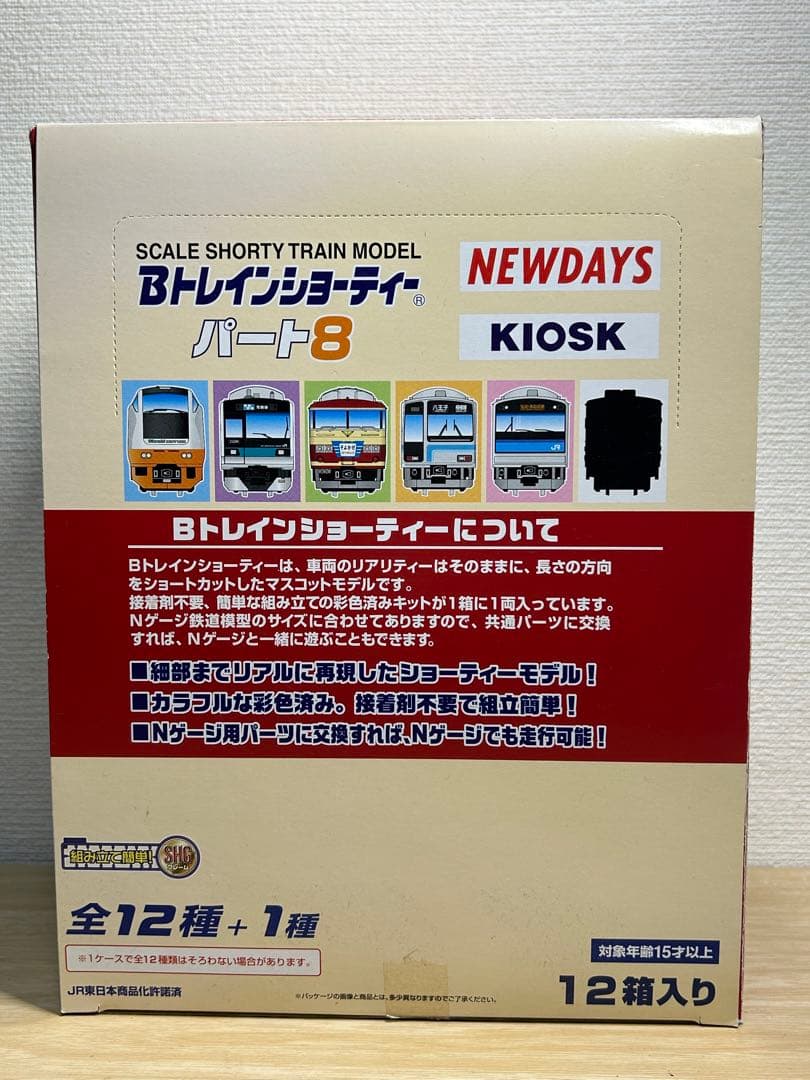 SCALE SHORTY TRAIN MODEL
Bトレインショーティー®
パート8
NEWDAYS
KIOSK
八王子
JR
Bトレインショーティーについて
Bトレインショーティーは、車両のリアリティーはそのままに、長さの方向
をショートカットしたマスコットモデルです。
接着剤不要、簡単な組み立ての彩色済みキットが1箱に1両入っています。
Nゲージ鉄道模型のサイズに合わせてありますので、共通パーツに交換
すれば、Nゲージと一緒に遊ぶこともできます。
■細部までリアルに再現したショーティーモデル!
■カラフルな彩色済み。接着剤不要で組立簡単!
■Nゲージ用パーツに交換すれば、Nゲージでも走行可能!
組み立て簡単!
SHG
フレーム
全12種+1種
※1ケースで全12種類はそろわない場合があります。
JR東日本商品化許諾済
※パッケージの画像と商品とは、多少異なりますのでご了承ください。
対象年齢15才以上
12箱入り